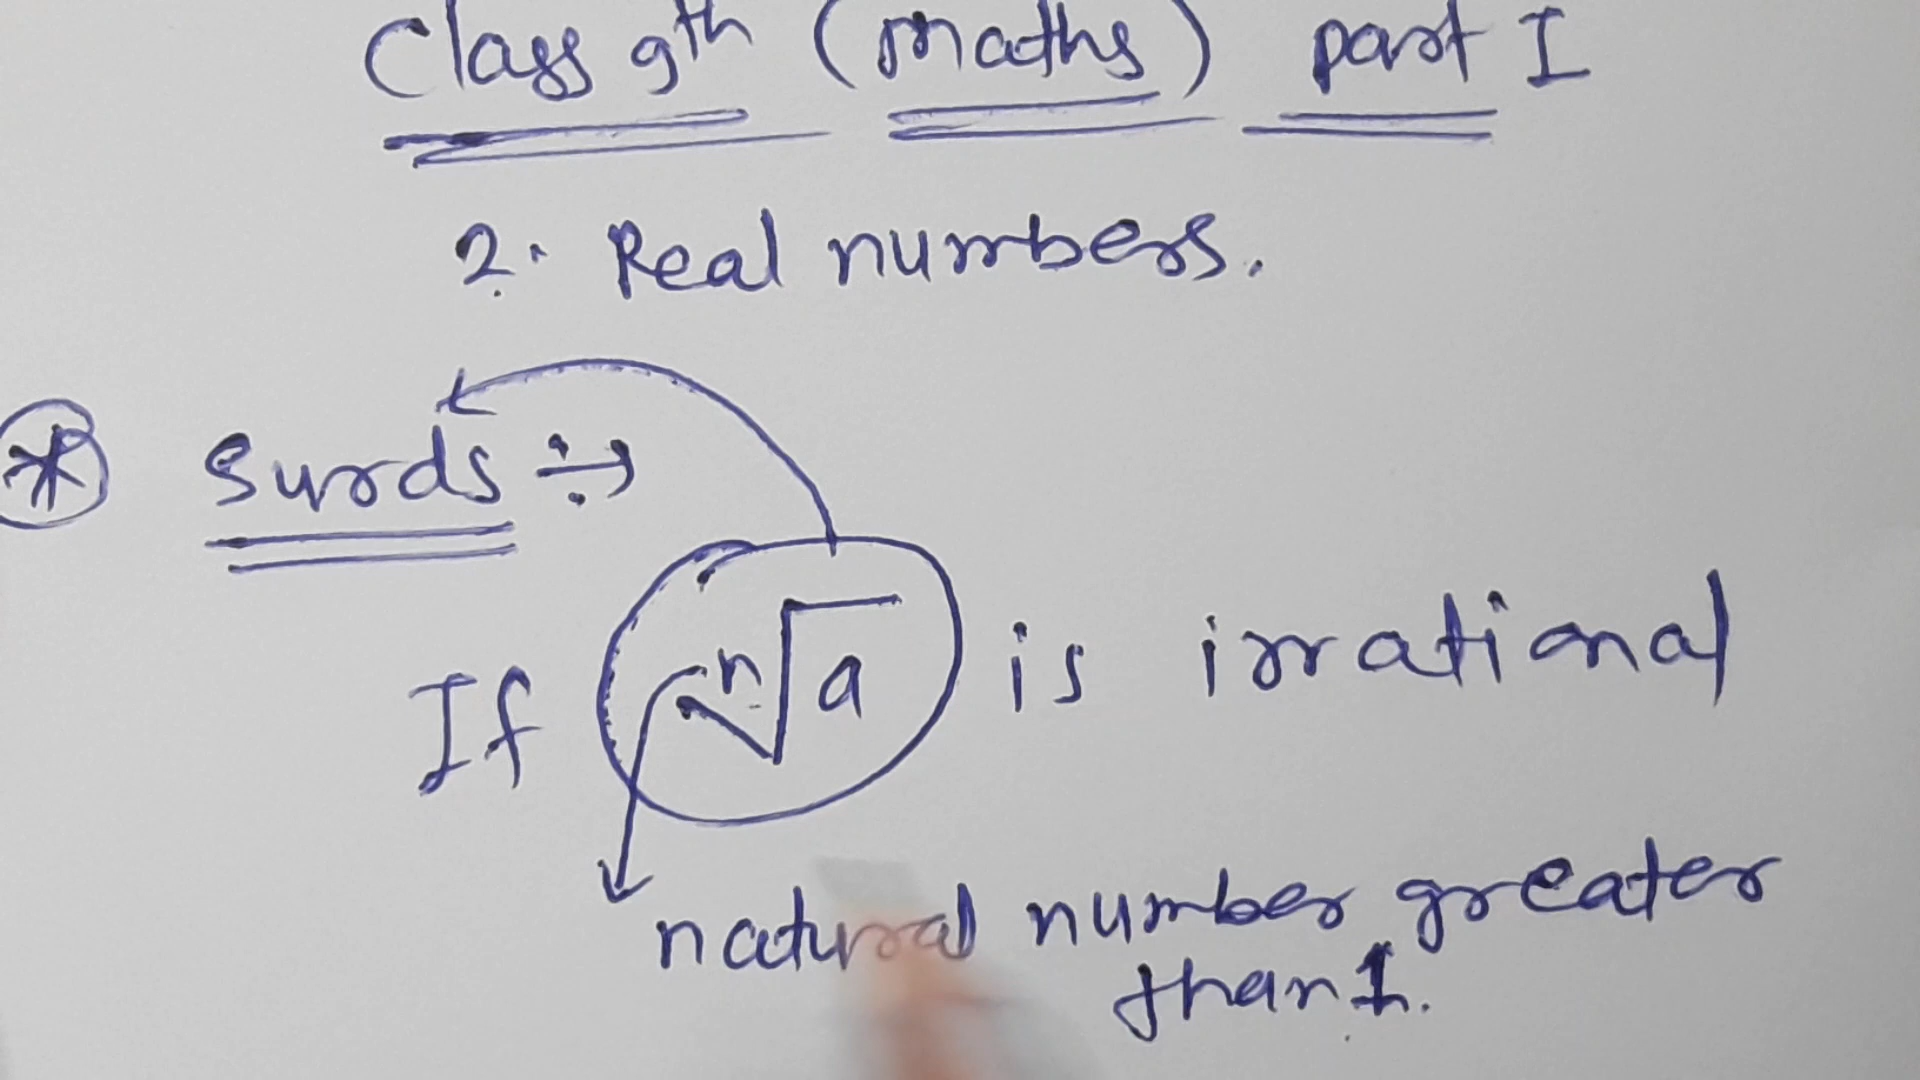 Class 9th (maths) part I
2. Real numbers.
* Surds ÷→
If ⁿ√a is irrational
natural number greater
than 1.